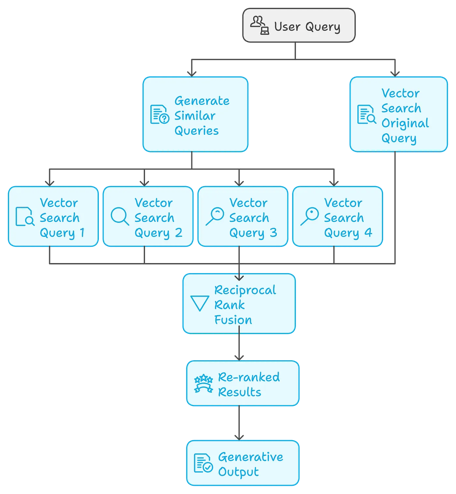 User Query
Generate
Similar
Queries
Vector
Search
Original
Query
Vector
Search
Query 1
Vector
Search
Query 2
Vector
Search
Query 3
Vector
Search
Query 4
Reciprocal
Rank
Fusion
Re-ranked
Results
Generative
Output